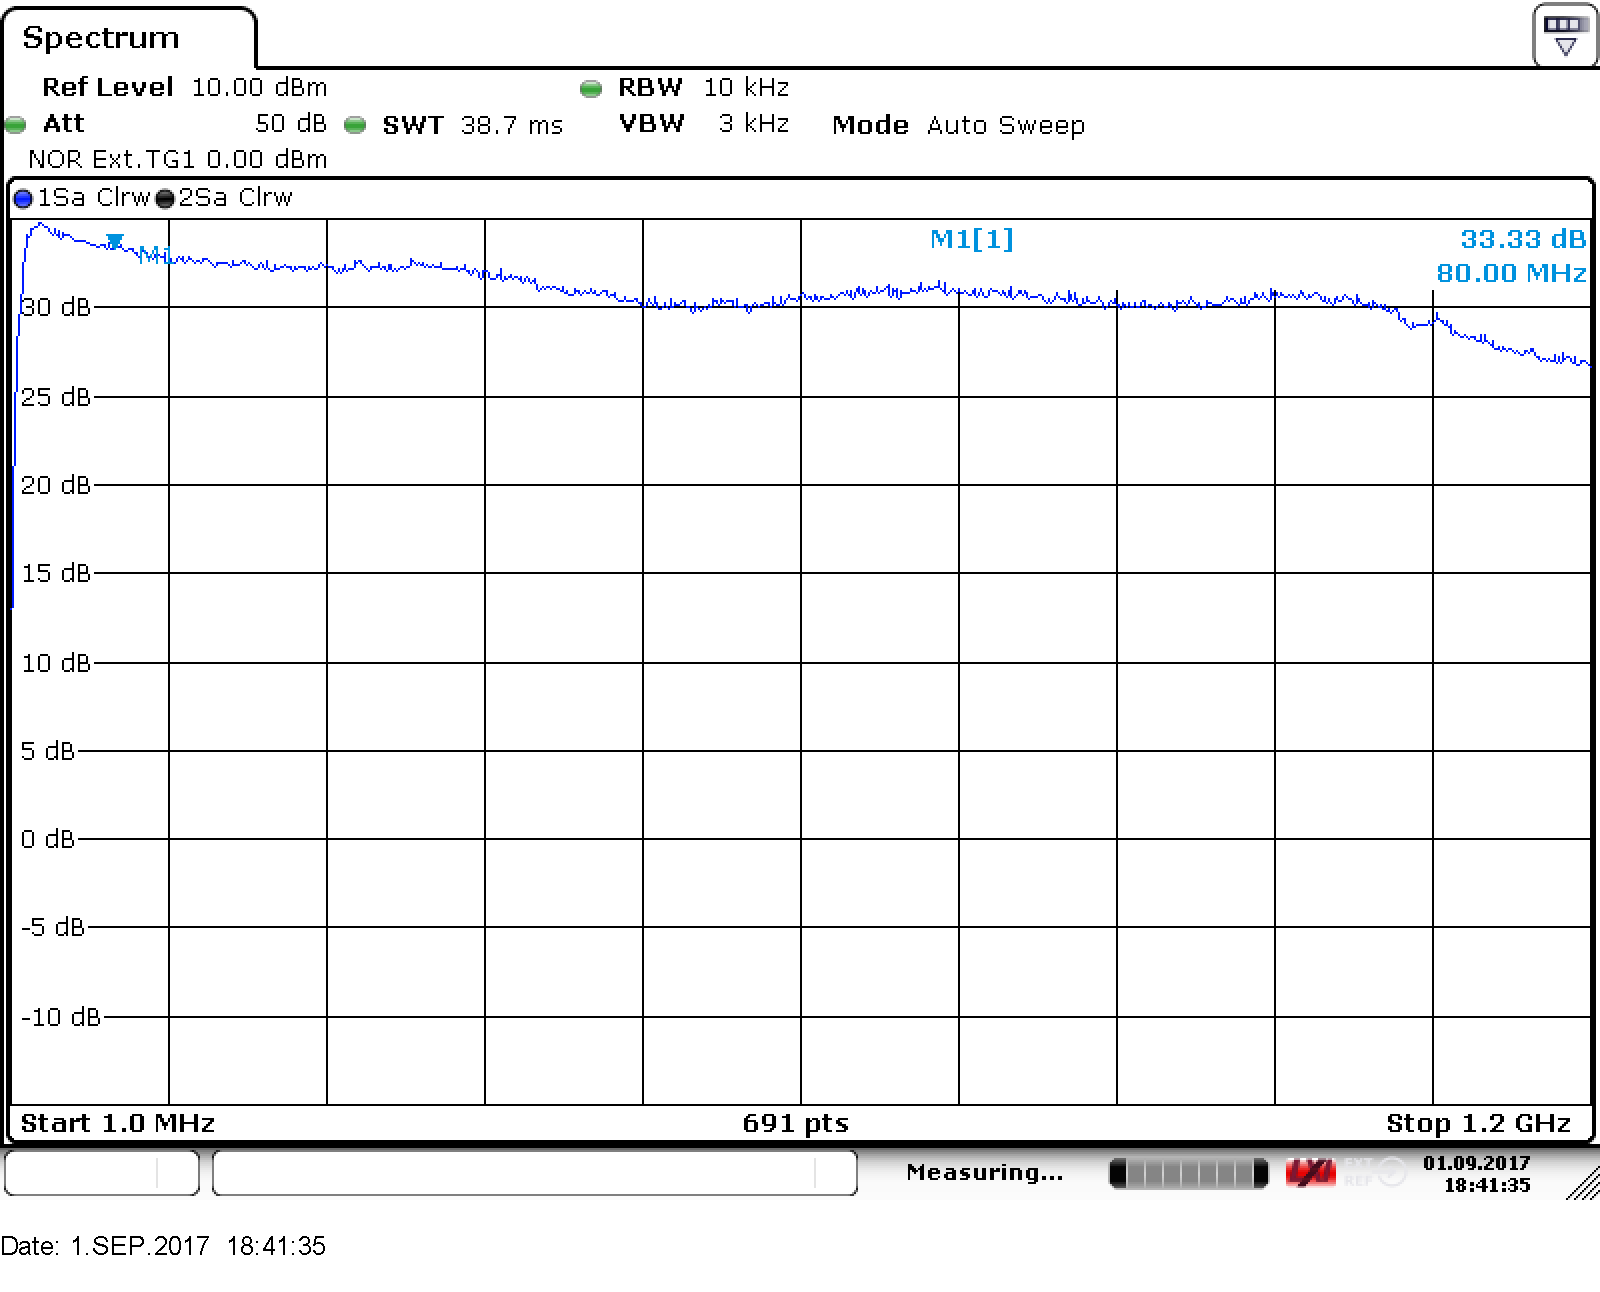 Spectrum
Ref Level 10.00 dBm RBW 10 kHz
Att 50 dB SWT 38.7 ms VBW 3 kHz Mode Auto Sweep
NOR Ext.TG1 0.00 dBm
1Sa Clrw 2Sa Clrw
M1[1] 33.33 dB
M1 80.00 MHz
30 dB
25 dB
20 dB
15 dB
10 dB
5 dB
0 dB
-5 dB
-10 dB
Start 1.0 MHz 691 pts Stop 1.2 GHz
Measuring... LXI EXT REF 01.09.2017
18:41:35
Date: 1.SEP.2017 18:41:35